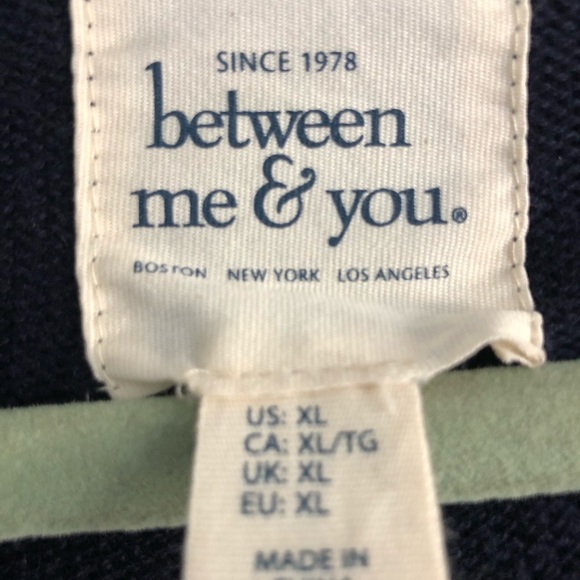 SINCE 1978
between
me & you®
BOSTON NEW YORK LOS ANGELES
US: XL
CA: XL/TG
UK: XL
EU: XL
MADE IN